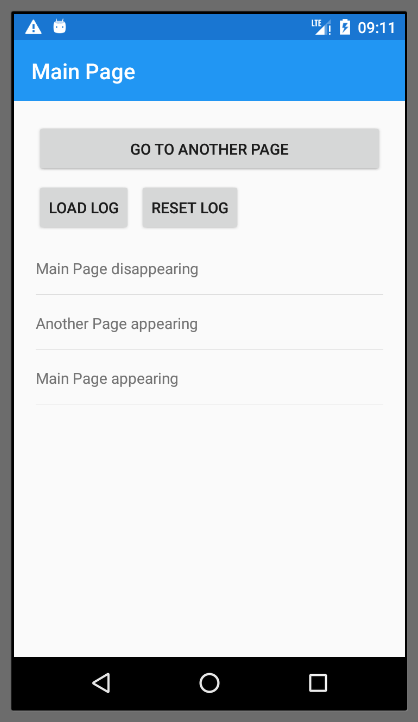 LTE 09:11
Main Page
GO TO ANOTHER PAGE
LOAD LOG RESET LOG
Main Page disappearing
Another Page appearing
Main Page appearing